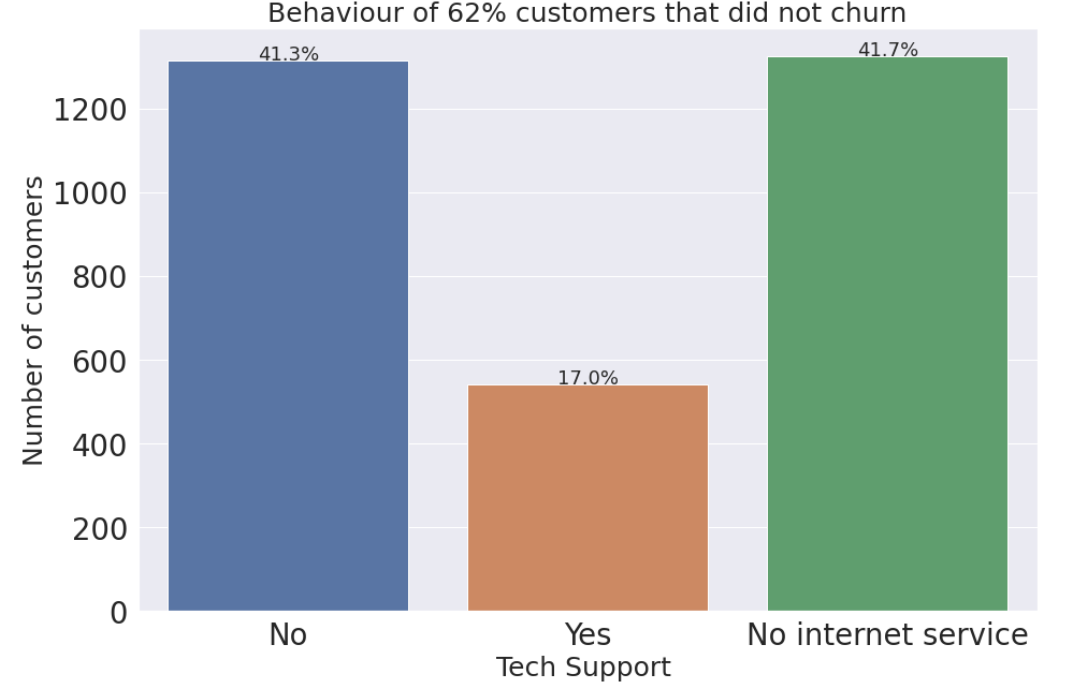 Behaviour of 62% customers that did not churn
41.3%
41.7%
17.0%
Number of customers
1200
1000
800
600
400
200
0
No
Yes
No internet service
Tech Support